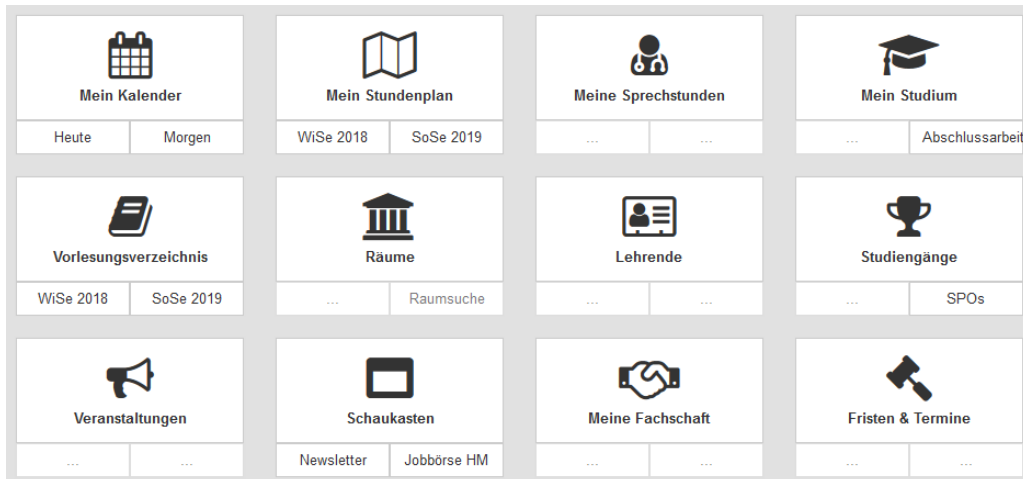 Mein Kalender
Mein Stundenplan
Meine Sprechstunden
Mein Studium
Heute
Morgen
WiSe 2018
SoSe 2019
...
...
...
Abschlussarbeit
Vorlesungsverzeichnis
Räume
Lehrende
Studiengänge
WiSe 2018
SoSe 2019
...
Raumsuche
...
...
...
SPOs
Veranstaltungen
Schaukasten
Meine Fachschaft
Fristen & Termine
...
...
Newsletter
Jobbörse HM
...
...
...
...